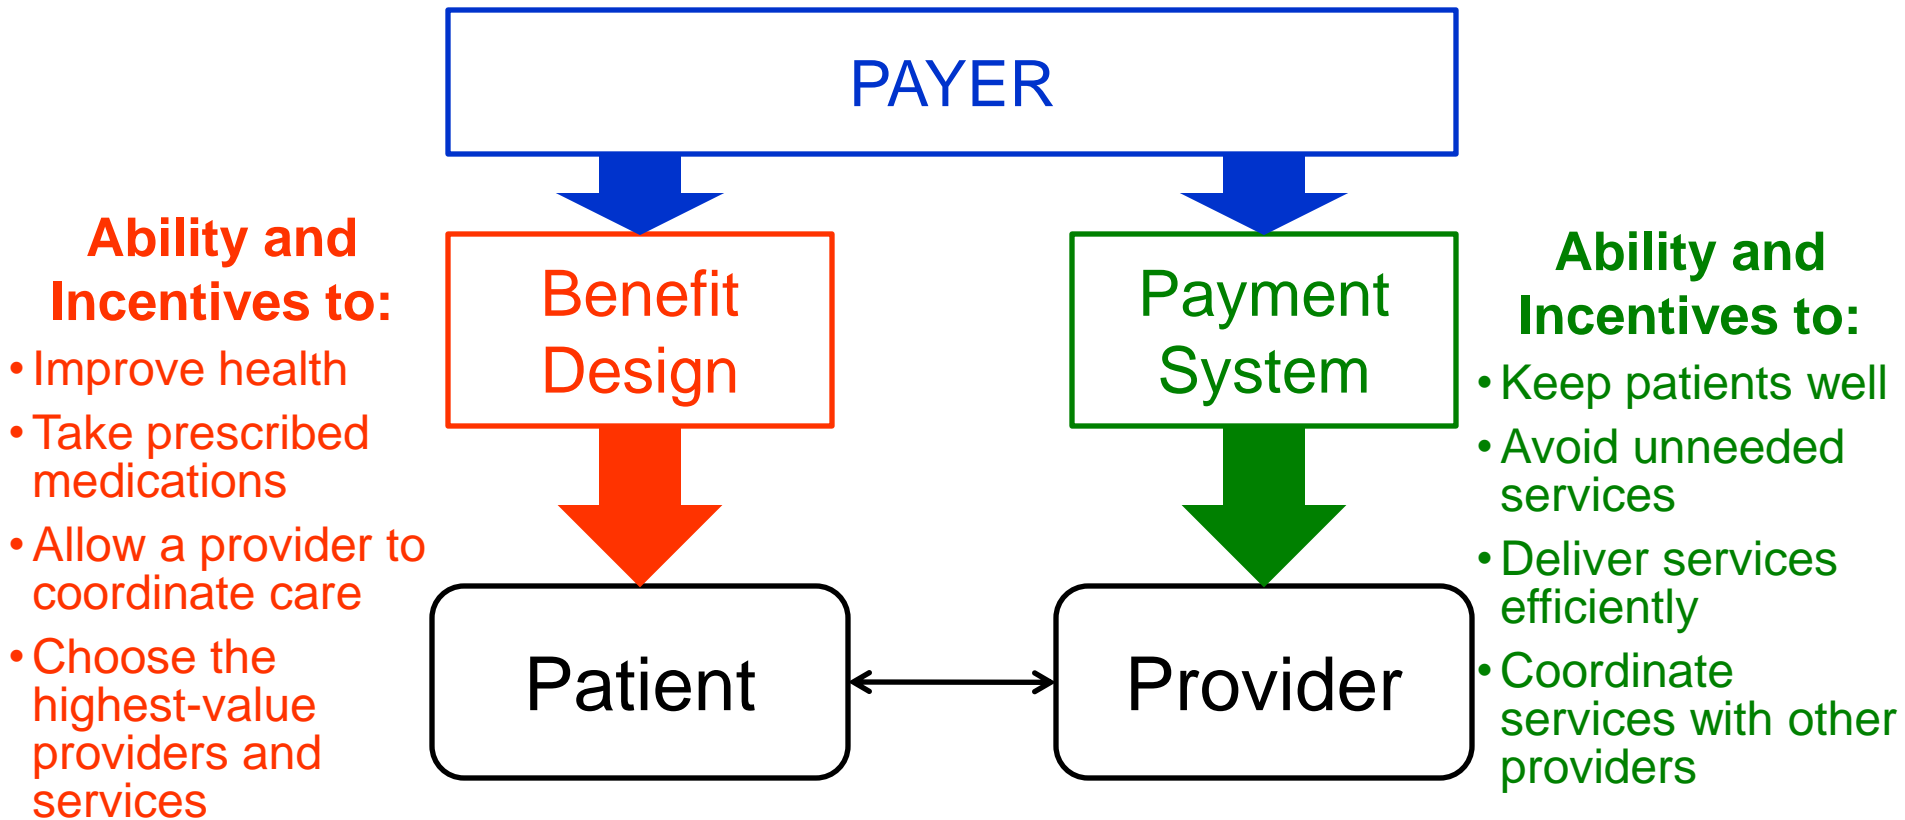 PAYER
Ability and
Incentives to:
• Improve health
• Take prescribed
medications
• Allow a provider to
coordinate care
• Choose the
highest-value
providers and
services
Benefit
Design
Payment
System
Ability and
Incentives to:
• Keep patients well
• Avoid unneeded
services
• Deliver services
efficiently
• Coordinate
services with other
providers
Patient
Provider